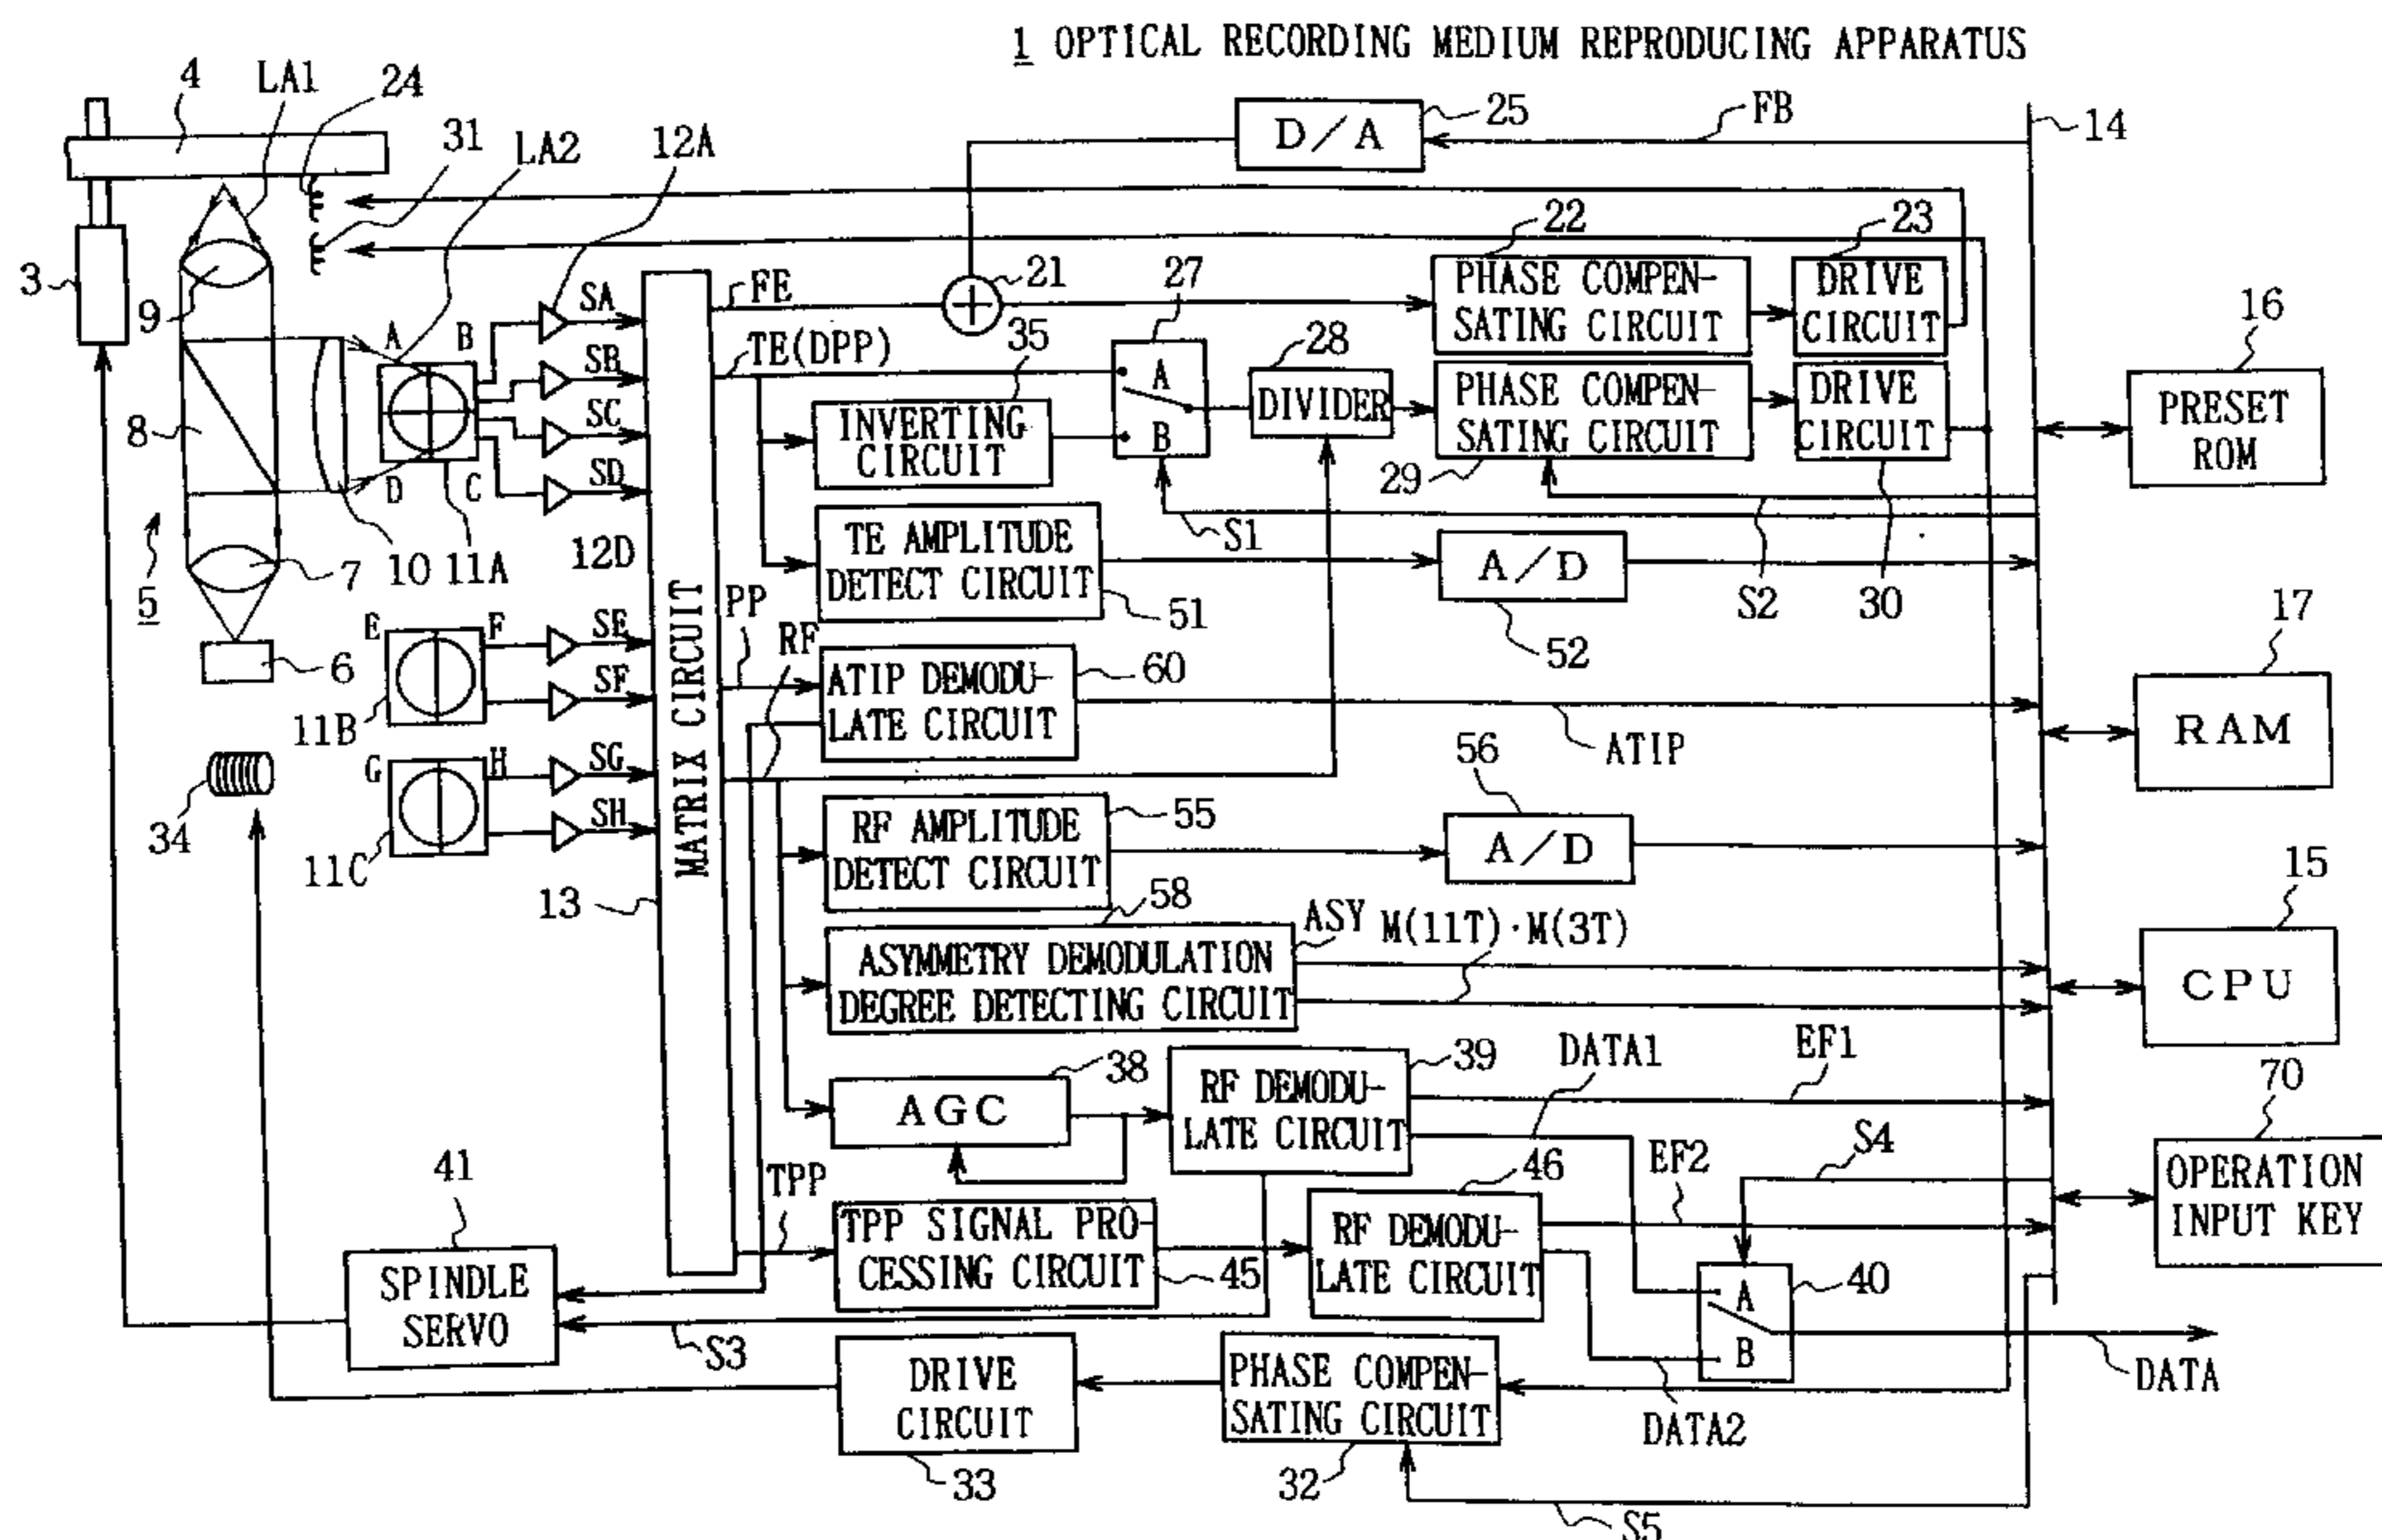 1 OPTICAL RECORDING MEDIUM REPRODUCING APPARATUS
4
LA1
24
31
LA2
12A
25
D/A
FB
14
3
9
8
5
7
6
10
11A
A
B
C
D
SA
SB
SC
SD
12D
FE
21
22
PHASE COMPEN-
SATING CIRCUIT
23
DRIVE
CIRCUIT
TE(DPP)
35
INVERTING
CIRCUIT
27
A
B
28
DIVIDER
PHASE COMPEN-
SATING CIRCUIT
29
DRIVE
CIRCUIT
30
16
PRESET
ROM
S1
S2
TE AMPLITUDE
DETECT CIRCUIT
51
A/D
52
E
F
11B
SE
SF
MATRIX CIRCUIT
13
PP
RF
ATIP DEMODU-
LATE CIRCUIT
60
ATIP
17
RAM
34
G
H
11C
SG
SH
RF AMPLITUDE
DETECT CIRCUIT
55
56
A/D
58
ASYMMETRY DEMODULATION
DEGREE DETECTING CIRCUIT
ASY
M(11T)·M(3T)
15
CPU
38
AGC
39
RF DEMODU-
LATE CIRCUIT
DATA1
EF1
70
OPERATION
INPUT KEY
41
SPINDLE
SERVO
TPP
TPP SIGNAL PRO-
CESSING CIRCUIT
45
46
RF DEMODU-
LATE CIRCUIT
EF2
S4
A
B
40
DATA
S3
DRIVE
CIRCUIT
33
PHASE COMPEN-
SATING CIRCUIT
32
DATA2
S5